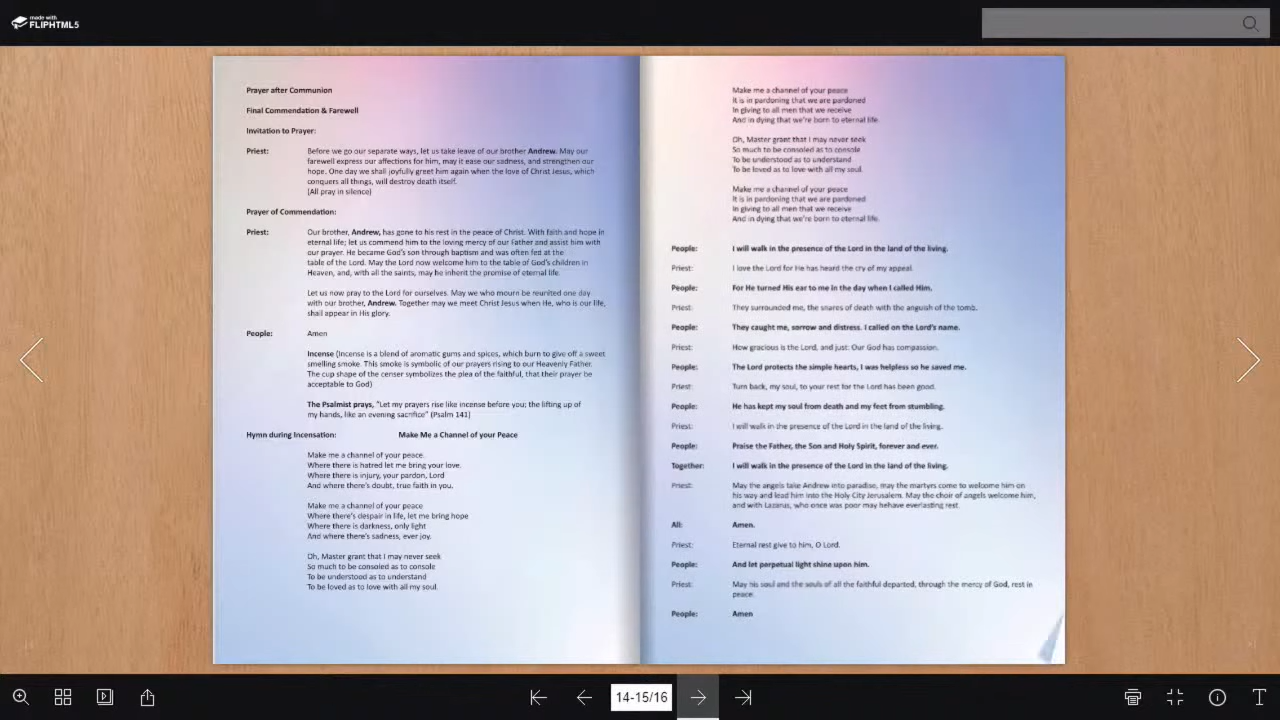 made with
FLIPHTML5
Prayer after Communion
Final Commendation & Farewell
Invitation to Prayer:
Priest: Before we go our separate ways, let us take leave of our brother Andrew. May our
farewell express our affections for him, may it ease our sadness, and strengthen our
hope. One day we shall joyfully greet him again when the love of Christ Jesus, which
conquers all things, will destroy death itself.
(All pray in silence)
Prayer of Commendation:
Priest: Our brother, Andrew, has gone to his rest in the peace of Christ. With faith and hope in
eternal life; let us commend him to the loving mercy of our Father and assist him with
our prayer. He became God's son through baptism and was often fed at the
table of the Lord. May the Lord now welcome him to the table of God's children in
Heaven, and, with all the saints, may he inherit the promise of eternal life.
Let us now pray to the Lord for ourselves. May we who mourn be reunited one day
with our brother, Andrew. Together may we meet Christ Jesus when He, who is our life,
shall appear in His glory.
People: Amen
Incense (Incense is a blend of aromatic gums and spices, which burn to give off a sweet
smelling smoke. This smoke is symbolic of our prayers rising to our Heavenly Father.
The cup shape of the censer symbolizes the plea of the faithful, that their prayer be
acceptable to God)
The Psalmist prays, "Let my prayers rise like incense before you; the lifting up of
my hands, like an evening sacrifice" (Psalm 141)
Hymn during Incensation: Make Me a Channel of your Peace
Make me a channel of your peace.
Where there is hatred let me bring your love.
Where there is injury, your pardon, Lord
And where there's doubt, true faith in you.
Make me a channel of your peace
Where there's despair in life, let me bring hope
Where there is darkness, only light
And where there's sadness, ever joy.
Oh, Master grant that I may never seek
So much to be consoled as to console
To be understood as to understand
To be loved as to love with all my soul.
Make me a channel of your peace
It is in pardoning that we are pardoned
In giving to all men that we receive
And in dying that we're born to eternal life.
Oh, Master grant that I may never seek
So much to be consoled as to console
To be understood as to understand
To be loved as to love with all my soul.
Make me a channel of your peace
It is in pardoning that we are pardoned
In giving to all men that we receive
And in dying that we're born to eternal life.
People: I will walk in the presence of the Lord in the land of the living.
Priest: I love the Lord for He has heard the cry of my appeal.
People: For He turned His ear to me in the day when I called Him.
Priest: They surrounded me, the snares of death with the anguish of the tomb.
People: They caught me, sorrow and distress. I called on the Lord's name.
Priest: How gracious is the Lord, and just: Our God has compassion.
People: The Lord protects the simple hearts, I was helpless so he saved me.
Priest: Turn back, my soul, to your rest for the Lord has been good.
People: He has kept my soul from death and my feet from stumbling.
Priest: I will walk in the presence of the Lord in the land of the living.
People: Praise the Father, the Son and Holy Spirit, forever and ever.
Together: I will walk in the presence of the Lord in the land of the living.
Priest: May the angels take Andrew into paradise, may the martyrs come to welcome him on
his way and lead him into the Holy City Jerusalem. May the choir of angels welcome him,
and with Lazarus, who once was poor may hehave everlasting rest.
All: Amen.
Priest: Eternal rest give to him, O Lord.
People: And let perpetual light shine upon him.
Priest: May his soul and the souls of all the faithful departed, through the mercy of God, rest in
peace.
People: Amen
14-15/16